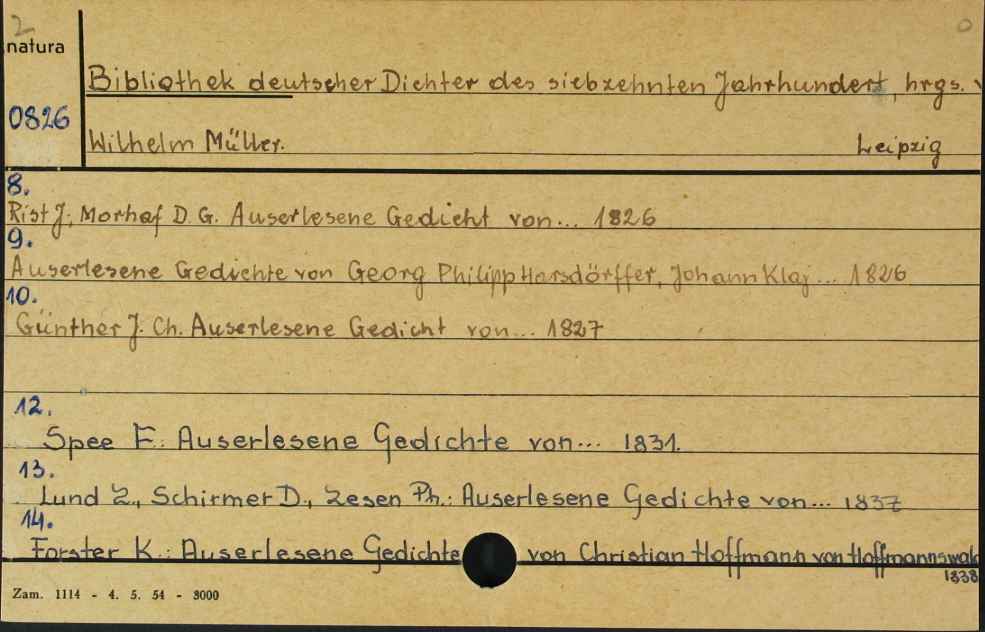 2
natura
Bibliothek deutscher Dichter des siebzehnten Jahrhundert, hrgs. v
0826
Wilhelm Müller. Leipzig
8.
Rist J; Morhof D. G. Auserlesene Gedicht von... 1826
9.
Auserlesene Gedichte von Georg Philipp Harsdörffer, Johann Klaj... 1826
10.
Günther J. Ch. Auserlesene Gedicht von... 1827
12.
Spee F. Auserlesene Gedichte von... 1831.
13.
Lund Z., Schirmer D., Zesen Ph.: Auserlesene Gedichte von... 1837
14.
Forster K.: Auserlesene Gedichte von Christian Hoffmann von Hoffmannswald
1838
Zam. 1114 - 4. 5. 54 - 8000